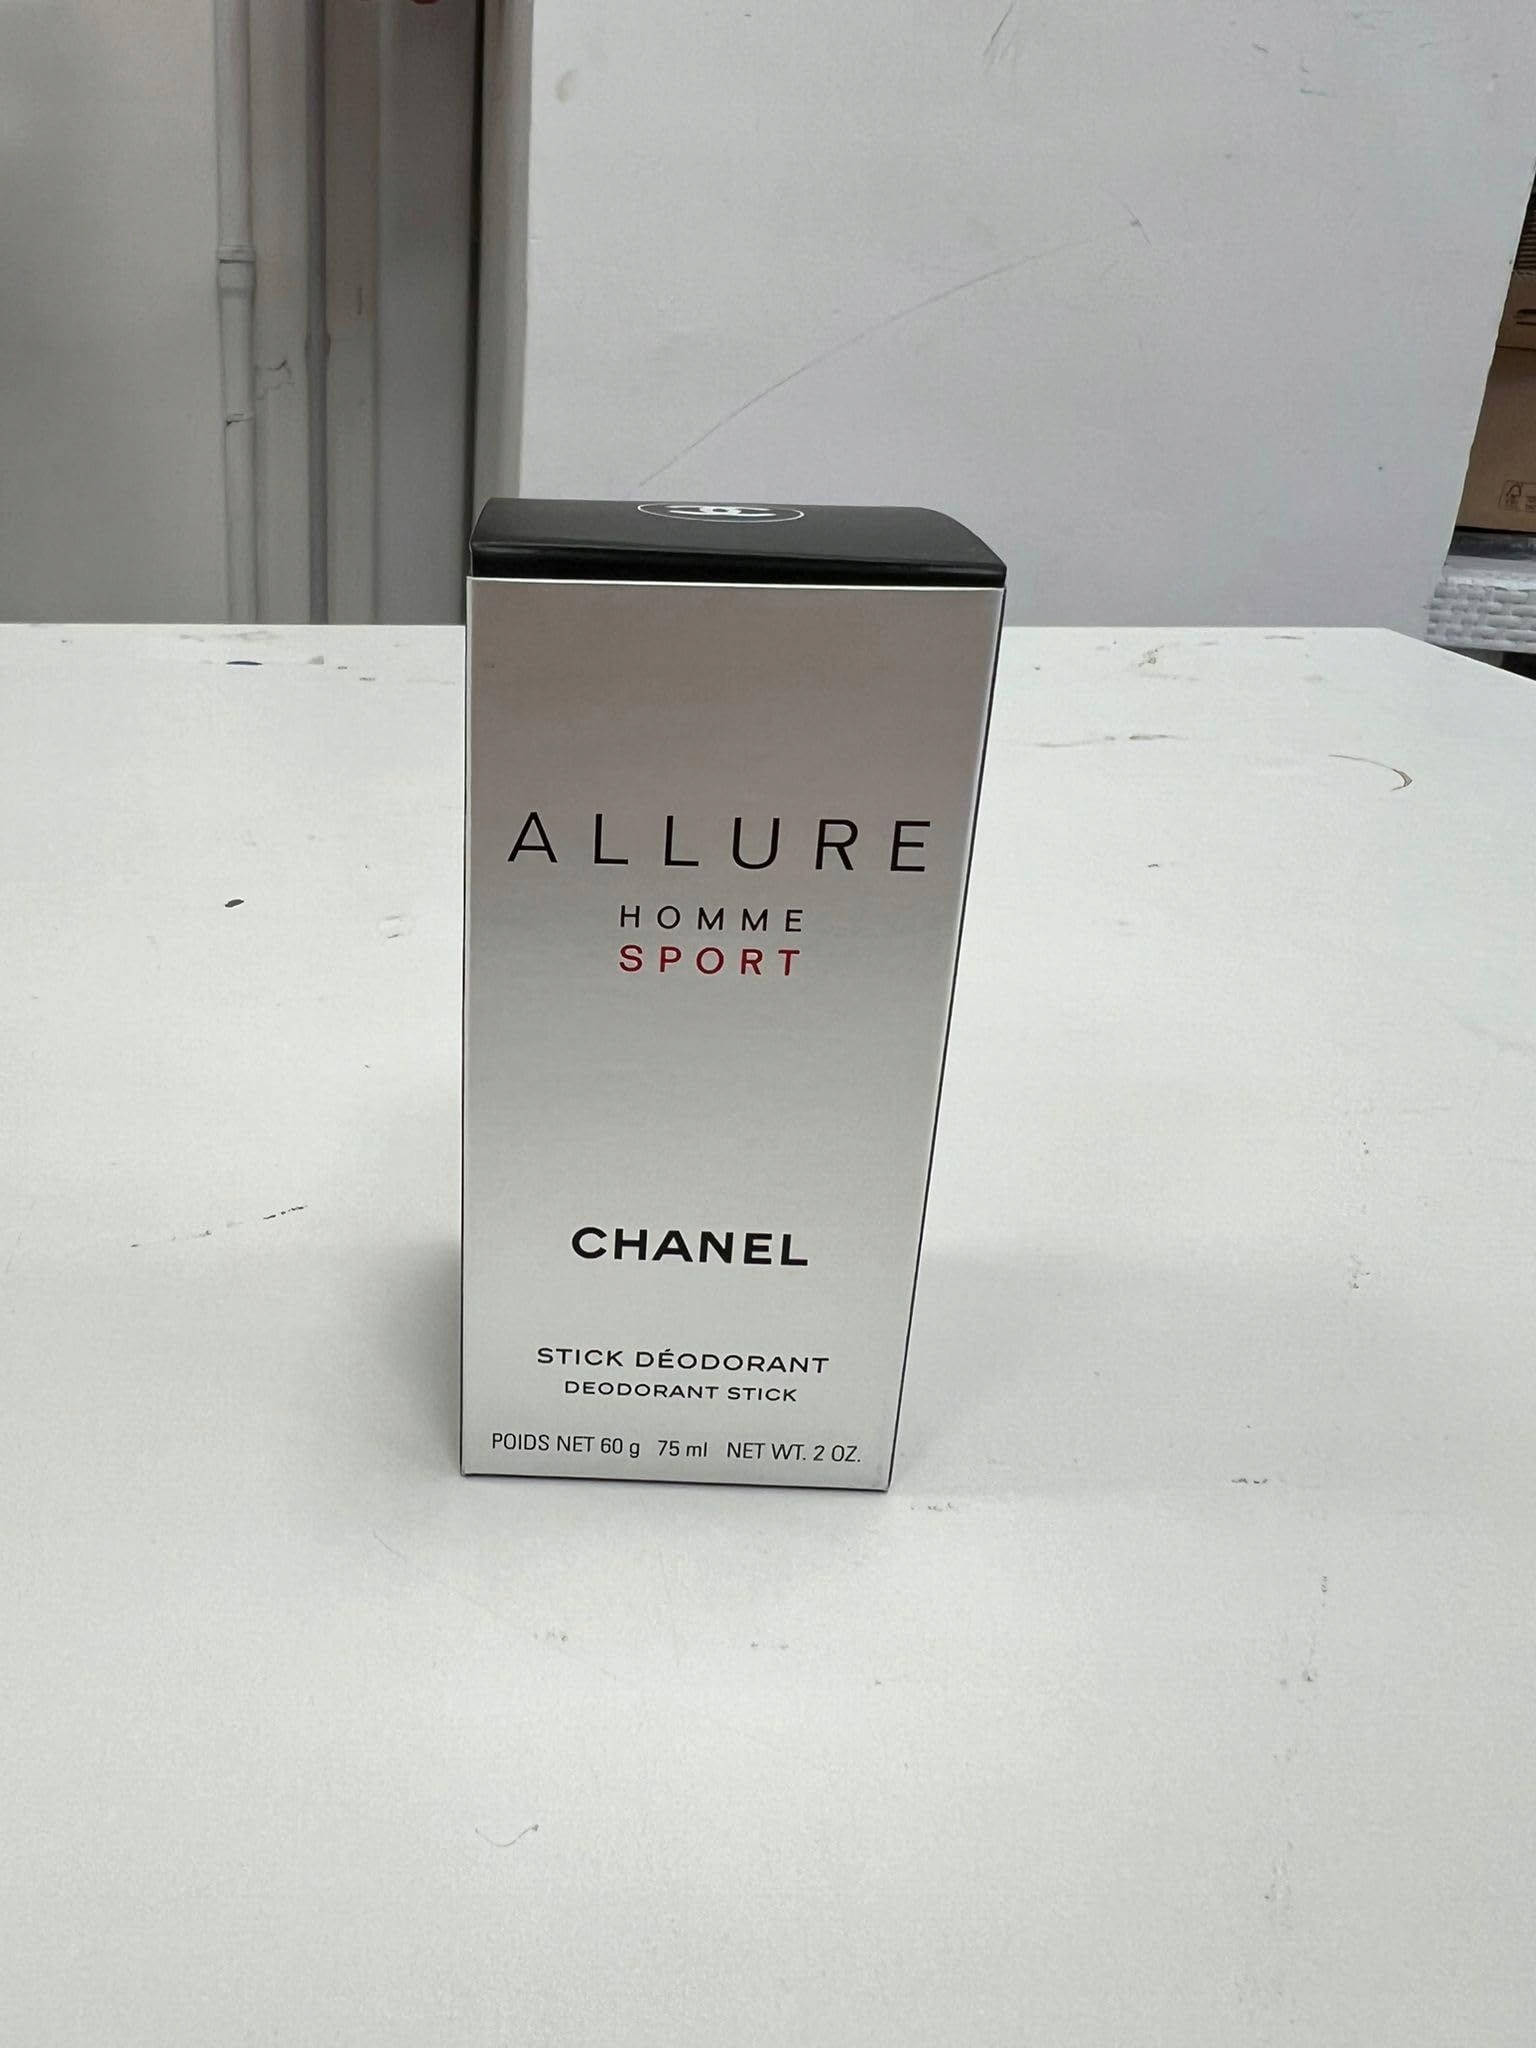 ALLURE
HOMME
SPORT
CHANEL
STICK DÉODORANT
DEODORANT STICK
POIDS NET 60 g 75 ml NET WT. 2 OZ.